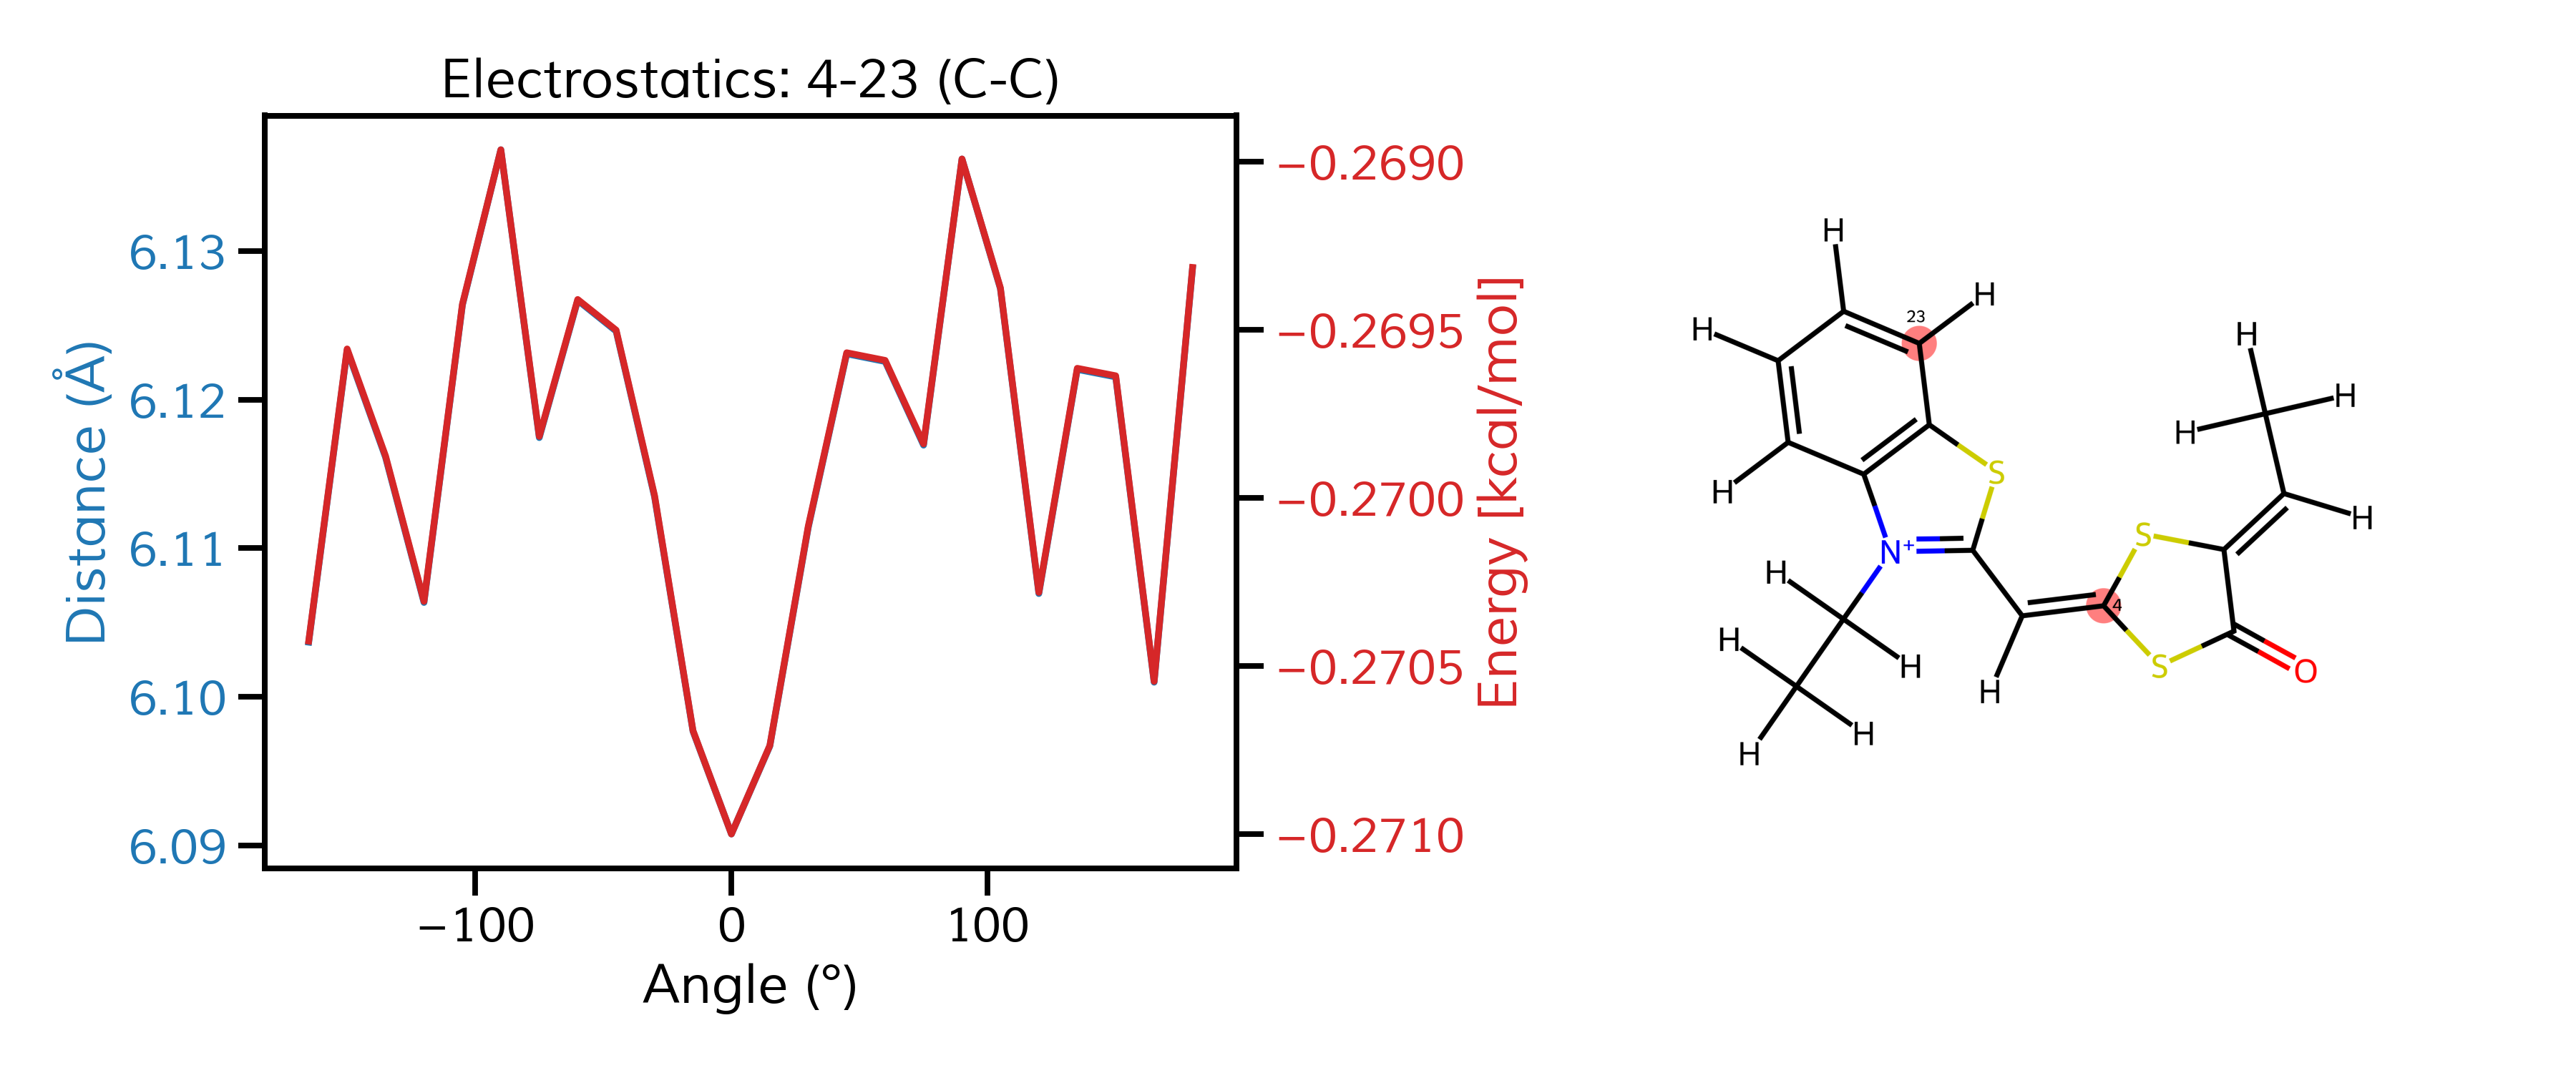 Electrostatics: 4-23 (C-C)
Distance (Å)
6.13
6.12
6.11
6.10
6.09
−100
0
100
Angle (°)
−0.2690
−0.2695
−0.2700
−0.2705
−0.2710
Energy [kcal/mol]
H
H
23
H
H
H
H
H
S
H
H
S
N+
H
4
H
H
S
O
H
H
H